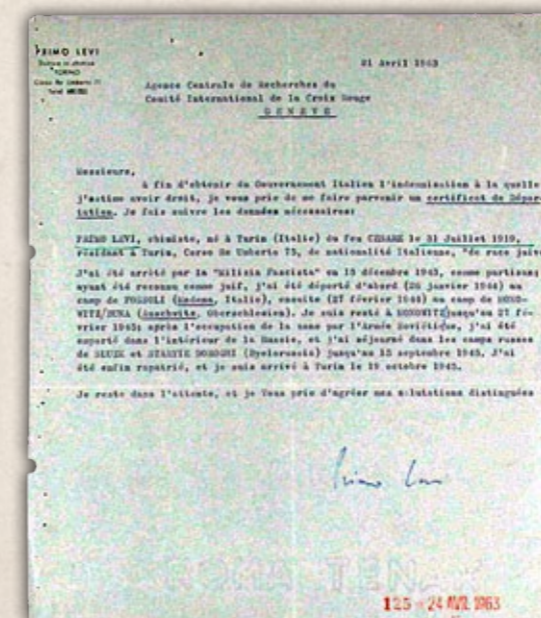 PRIMO LEVI
TORINO
21 Avril 1963
Agence Centrale de Recherches du
Comité International de la Croix Rouge
GENEVE
Messieurs,
à fin d'obtenir du Gouvernement Italien l'indemnisation à la quelle
j'estime avoir droit, je vous prie de me faire parvenir un certificat de Dépor-
tation. Je fais suivre les données nécessaires:
PRIMO LEVI, chimiste, né à Turin (Italie) du feu CESARE le 31 Juillet 1919,
résident à Turin, Corso Re Umberto 75, de nationalité Italienne, "de race juive
J'ai été arrêté par la "Milizia Fascista" en 13 décembre 1943, comme partisan;
ayant été reconnu comme juif, j'ai été déporté d'abord (26 janvier 1944) au
camp de FOSSOLI (Modena, Italie), ensuite (27 février 1944) au camp de MONO-
WITZ/BUNA (Auschwitz, Oberschlesien). Je suis resté à MONOWITZ jusqu'au 27 fé-
vrier 1945; après l'occupation de la zone par l'Armée Soviétique, j'ai été
emporté dans l'intérieur de la Russie, et j'ai séjourné dans les camps russes
de SLUZK et STARYIE DOROGHI (Byelorussia) jusqu'au 15 septembre 1945. J'ai
été enfin rapatrié, et je suis arrivé à Turin le 19 octobre 1945.
Je reste dans l'attente, et je Vous prie d'agréer mes salutations distinguées
Primo Levi
125 - 24 AVR. 1963